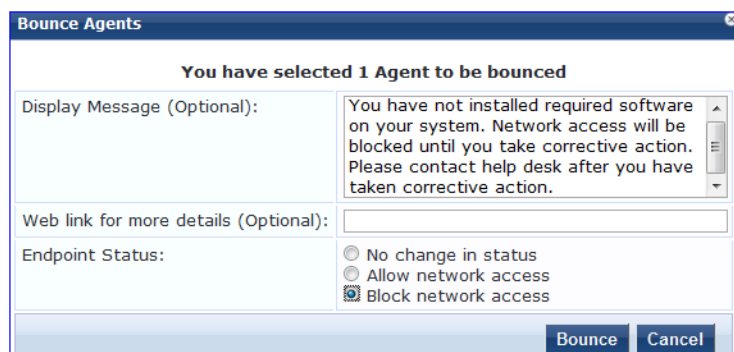 Bounce Agents
You have selected 1 Agent to be bounced
Display Message (Optional):
You have not installed required software
on your system. Network access will be
blocked until you take corrective action.
Please contact help desk after you have
taken corrective action.
Web link for more details (Optional):
Endpoint Status:
No change in status
Allow network access
Block network access
Bounce Cancel